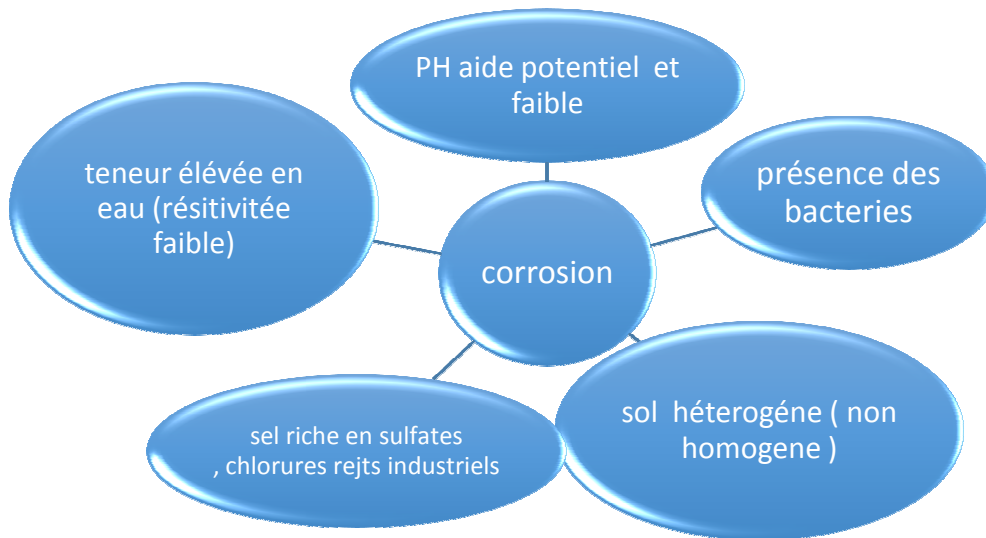 PH aide potentiel et
faible
teneur élévée en
eau (résitivitée
faible)
présence des
bacteries
corrosion
sel riche en sulfates
, chlorures rejts industriels
sol héterogéne ( non
homogene )